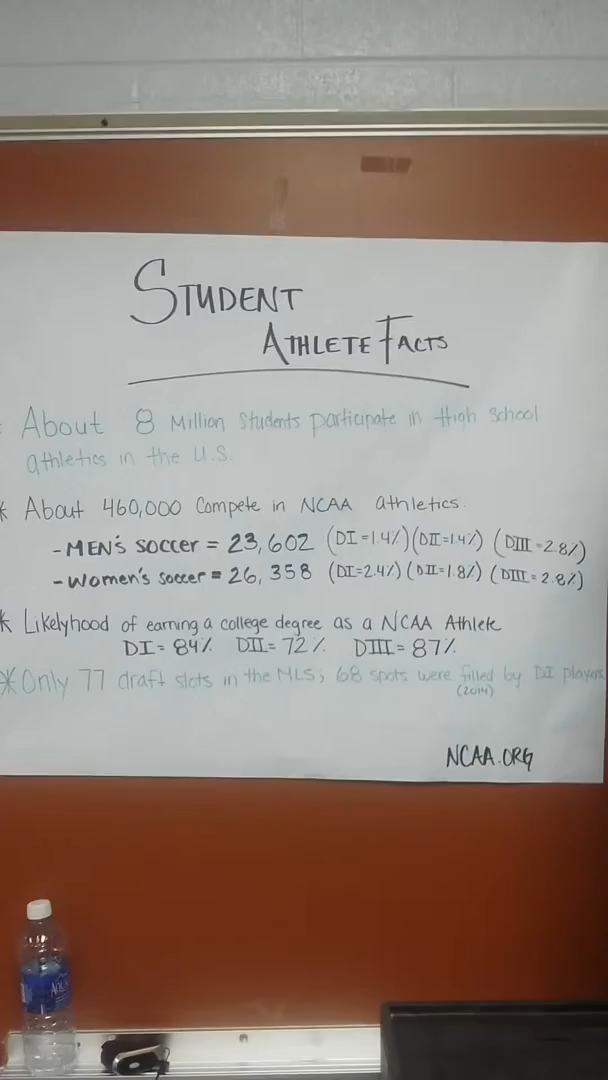 STUDENT
ATHLETE FACTS
About 8 Million Students participate in High School
athletics in the U.S.
* About 460,000 Compete in NCAA athletics.
- MEN'S SOCCER = 23,602 (DI=1.4%) (DII=1.4%) (DIII=2.8%)
- WOMEN'S SOCCER = 26,358 (DI=2.4%) (DII=1.8%) (DIII=2.8%)
* Likelyhood of earning a college degree as a NCAA Athlete
DI = 84% DII = 72% DIII = 87%
* Only 77 draft slots in the MLS; 68 spots were filled by DI players
(2014)
NCAA.ORG